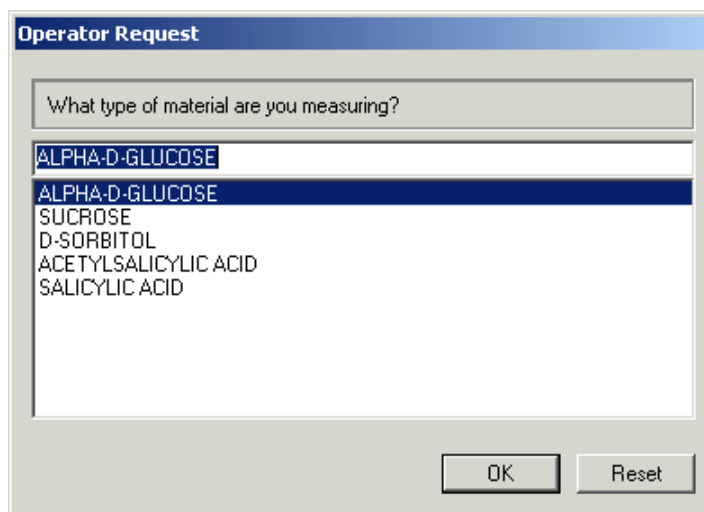 Operator Request
What type of material are you measuring?
ALPHA-D-GLUCOSE
ALPHA-D-GLUCOSE
SUCROSE
D-SORBITOL
ACETYLSALICYLIC ACID
SALICYLIC ACID
OK Reset